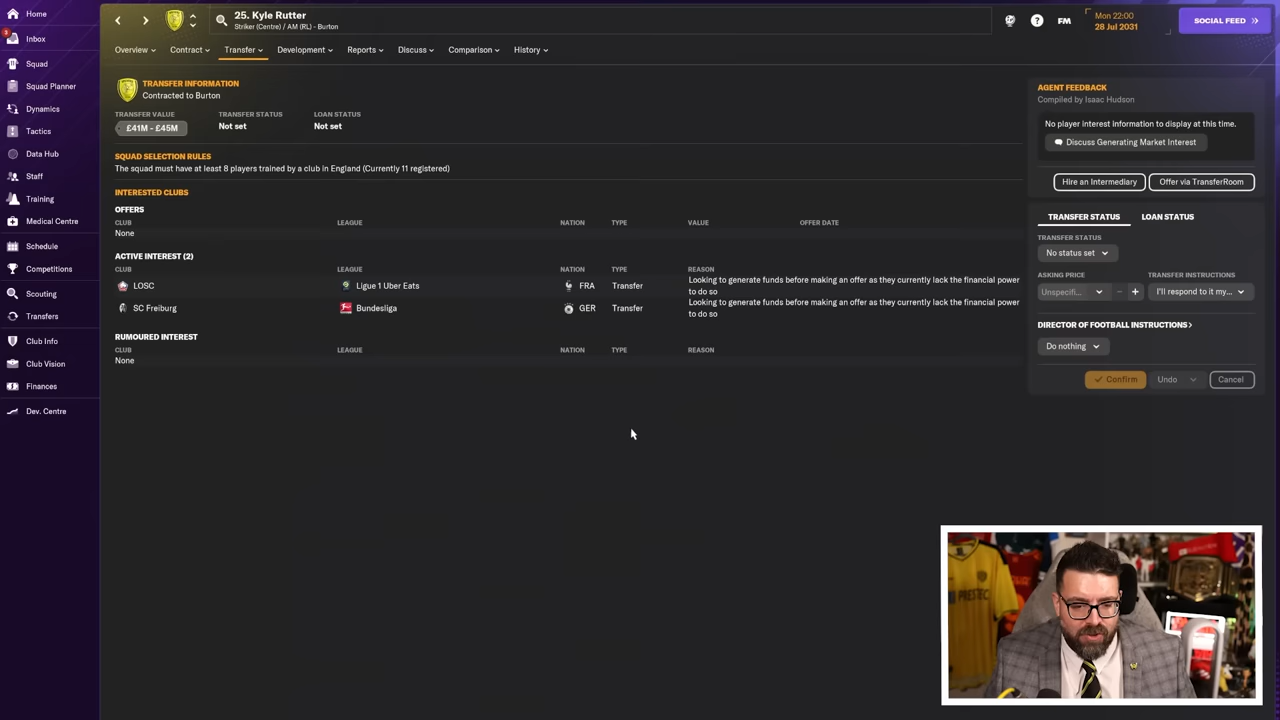 Home
3
Inbox
Squad
Squad Planner
Dynamics
Tactics
Data Hub
Staff
Training
Medical Centre
Schedule
Competitions
Scouting
Transfers
Club Info
Club Vision
Finances
Dev. Centre
25. Kyle Rutter
Striker (Centre) / AM (RL) - Burton
?
FM
Mon 22:00
28 Jul 2031
SOCIAL FEED
Overview
Contract
Transfer
Development
Reports
Discuss
Comparison
History
TRANSFER INFORMATION
Contracted to Burton
TRANSFER VALUE
TRANSFER STATUS
LOAN STATUS
£41M - £45M
Not set
Not set
SQUAD SELECTION RULES
The squad must have at least 8 players trained by a club in England (Currently 11 registered)
INTERESTED CLUBS
OFFERS
CLUB LEAGUE NATION TYPE VALUE OFFER DATE
None
ACTIVE INTEREST (2)
CLUB LEAGUE NATION TYPE REASON
LOSC Ligue 1 Uber Eats FRA Transfer Looking to generate funds before making an offer as they currently lack the financial power
to do so
SC Freiburg Bundesliga GER Transfer Looking to generate funds before making an offer as they currently lack the financial power
to do so
RUMOURED INTEREST
CLUB LEAGUE NATION TYPE REASON
None
AGENT FEEDBACK
Compiled by Isaac Hudson
No player interest information to display at this time.
Discuss Generating Market Interest
Hire an Intermediary
Offer via TransferRoom
TRANSFER STATUS
LOAN STATUS
TRANSFER STATUS
No status set
ASKING PRICE
TRANSFER INSTRUCTIONS
Unspecifi...
- +
I'll respond to it my...
DIRECTOR OF FOOTBALL INSTRUCTIONS >
Do nothing
Confirm
Undo
Cancel
PRESTEC